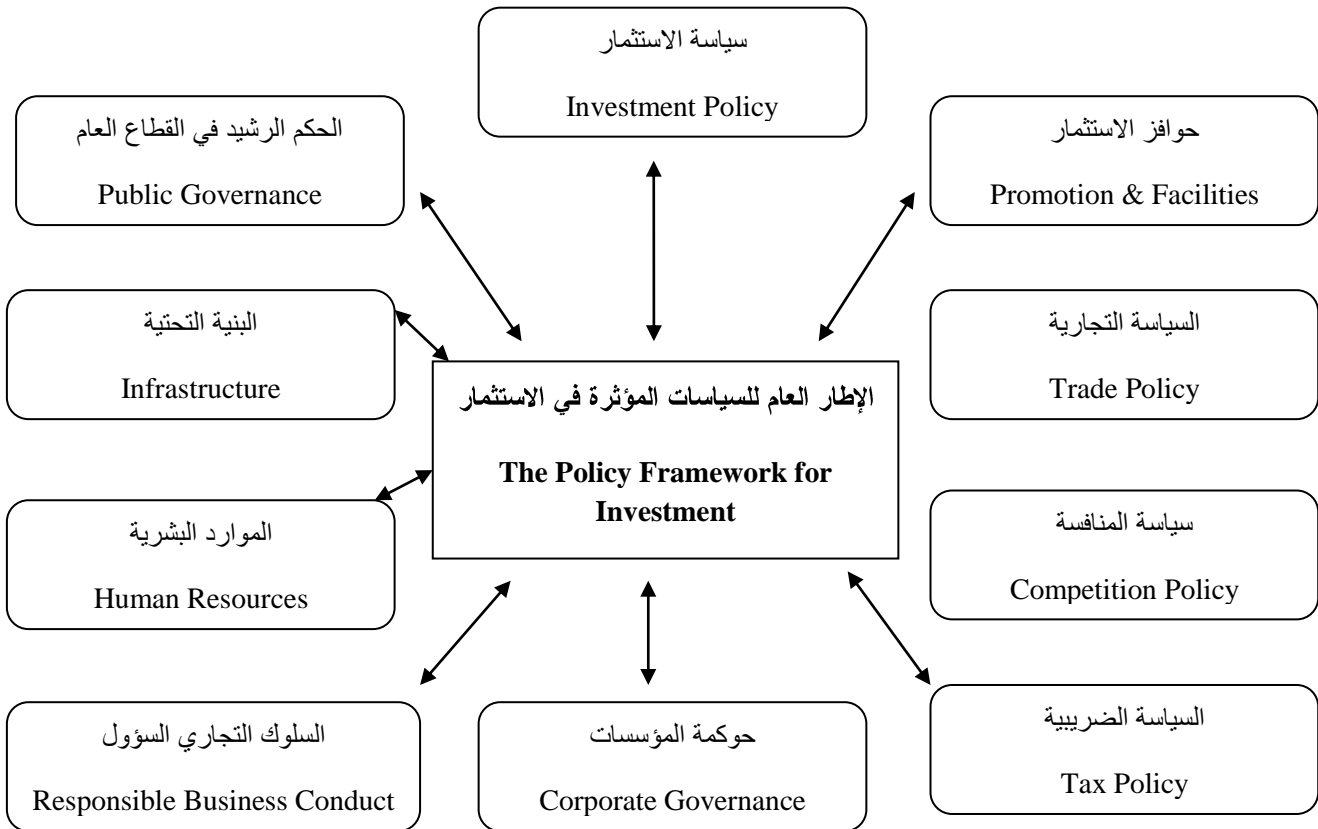 سياسة الاستثمار
Investment Policy
الحكم الرشيد في القطاع العام
Public Governance
حوافز الاستثمار
Promotion & Facilities
البنية التحتية
Infrastructure
السياسة التجارية
Trade Policy
الإطار العام للسياسات المؤثرة في الاستثمار
The Policy Framework for
Investment
الموارد البشرية
Human Resources
سياسة المنافسة
Competition Policy
السلوك التجاري السؤول
Responsible Business Conduct
حوكمة المؤسسات
Corporate Governance
السياسة الضريبية
Tax Policy